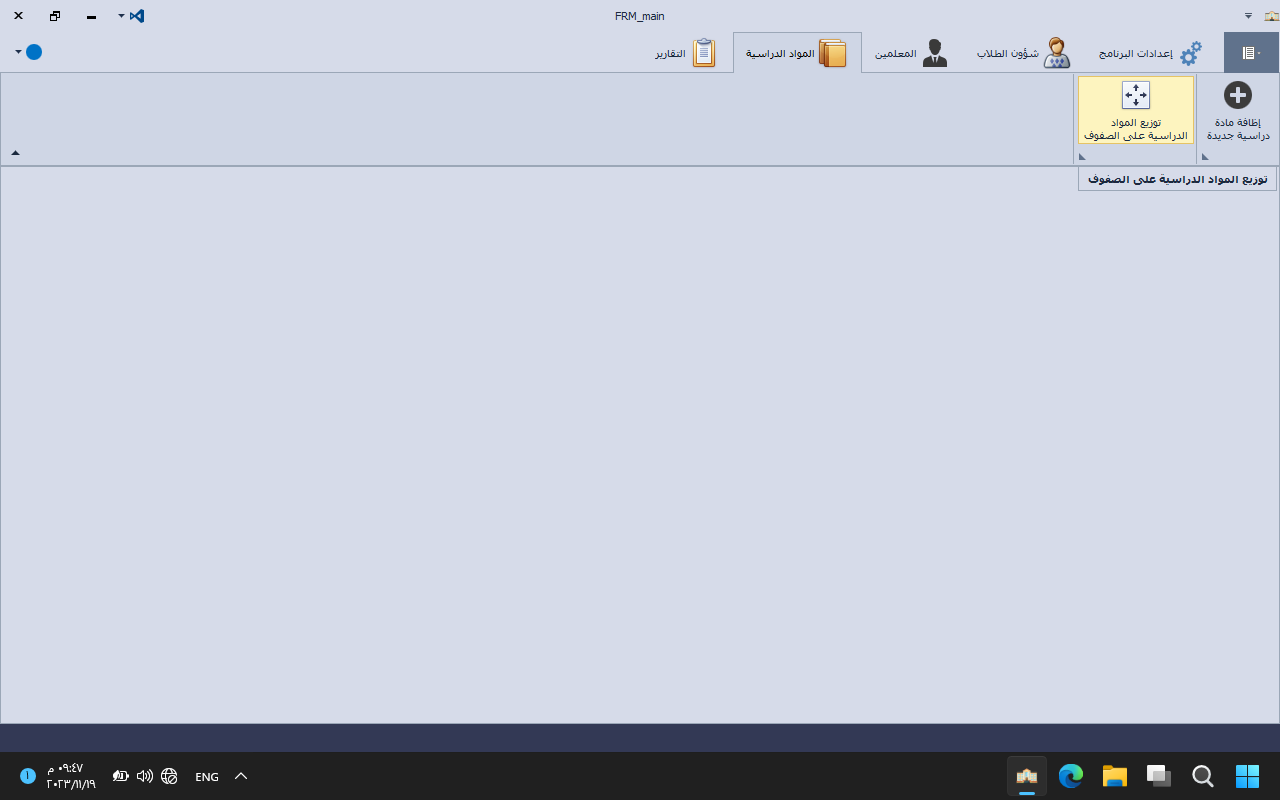 FRM_main
إعدادات البرنامج
شؤون الطلاب
المعلمين
المواد الدراسية
التقارير
إظافة مادة
دراسية جديدة
توزيع المواد
الدراسية على الصفوف
توزيع المواد الدراسية على الصفوف
ENG
٠٩:٤٧ م
٢٠٢٣/١١/١٩
١